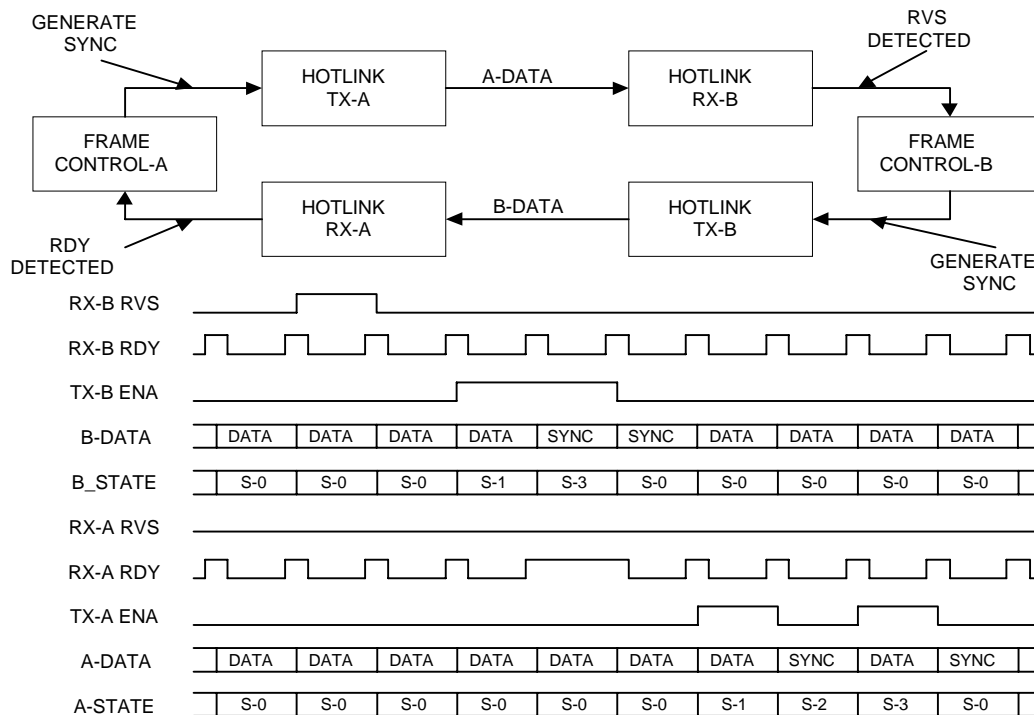 GENERATE
SYNC
RVS
DETECTED
HOTLINK
TX-A
A-DATA
HOTLINK
RX-B
FRAME
CONTROL-A
FRAME
CONTROL-B
HOTLINK
RX-A
B-DATA
HOTLINK
TX-B
RDY
DETECTED
GENERATE
SYNC
RX-B RVS
RX-B RDY
TX-B ENA
B-DATA DATA DATA DATA DATA SYNC SYNC DATA DATA DATA DATA
B_STATE S-0 S-0 S-0 S-1 S-3 S-0 S-0 S-0 S-0 S-0
RX-A RVS
RX-A RDY
TX-A ENA
A-DATA DATA DATA DATA DATA DATA DATA DATA SYNC DATA SYNC
A-STATE S-0 S-0 S-0 S-0 S-0 S-0 S-1 S-2 S-3 S-0